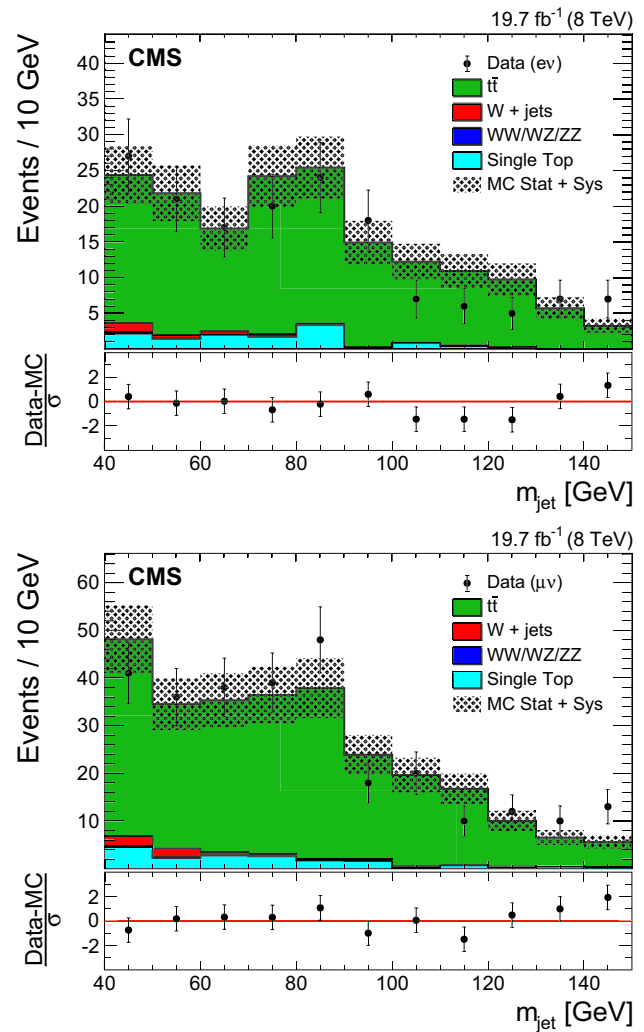 19.7 fb⁻¹ (8 TeV)
CMS
Events / 10 GeV
40
35
30
25
20
15
10
5
Data (eν)
tt̄
W + jets
WW/WZ/ZZ
Single Top
MC Stat + Sys
Data-MC
σ
2
0
-2
40 60 80 100 120 140
m_jet [GeV]
19.7 fb⁻¹ (8 TeV)
CMS
Events / 10 GeV
60
50
40
30
20
10
Data (μν)
tt̄
W + jets
WW/WZ/ZZ
Single Top
MC Stat + Sys
Data-MC
σ
2
0
-2
40 60 80 100 120 140
m_jet [GeV]